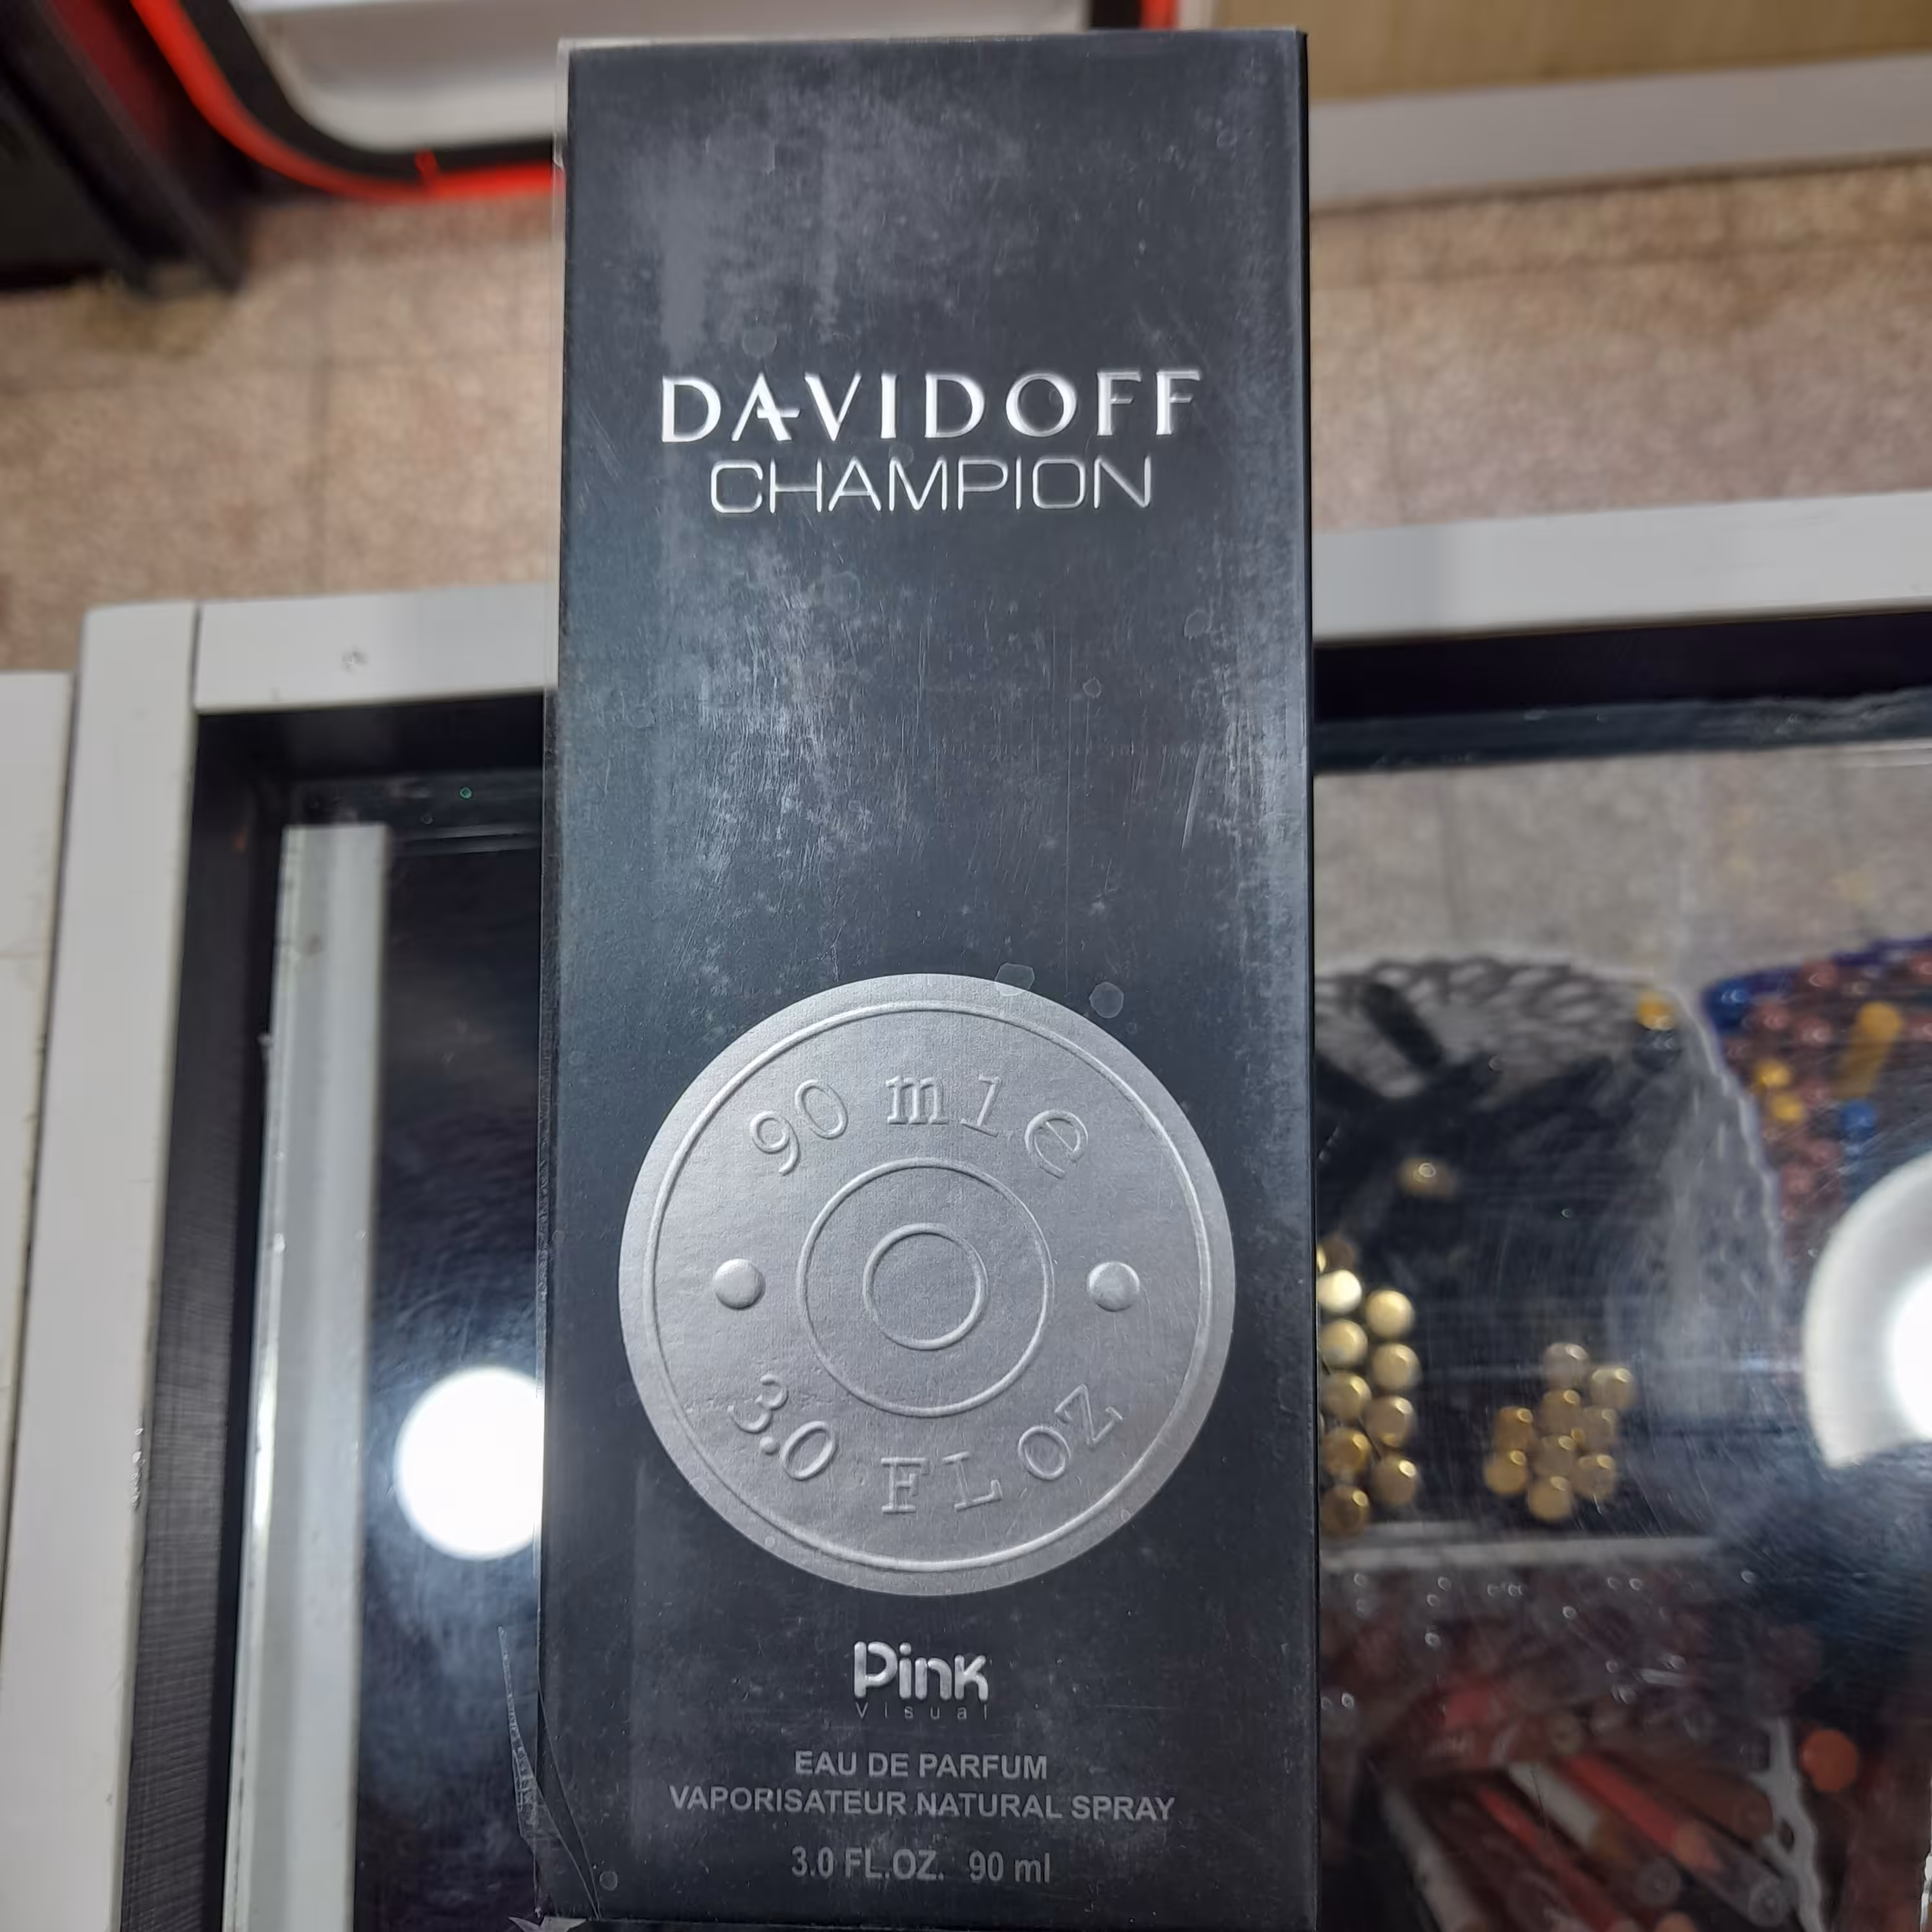 DAVIDOFF
CHAMPION
90 ml e
3.0 FL OZ
Pink
Visual
EAU DE PARFUM
VAPORISATEUR NATURAL SPRAY
3.0 FL.OZ. 90 ml